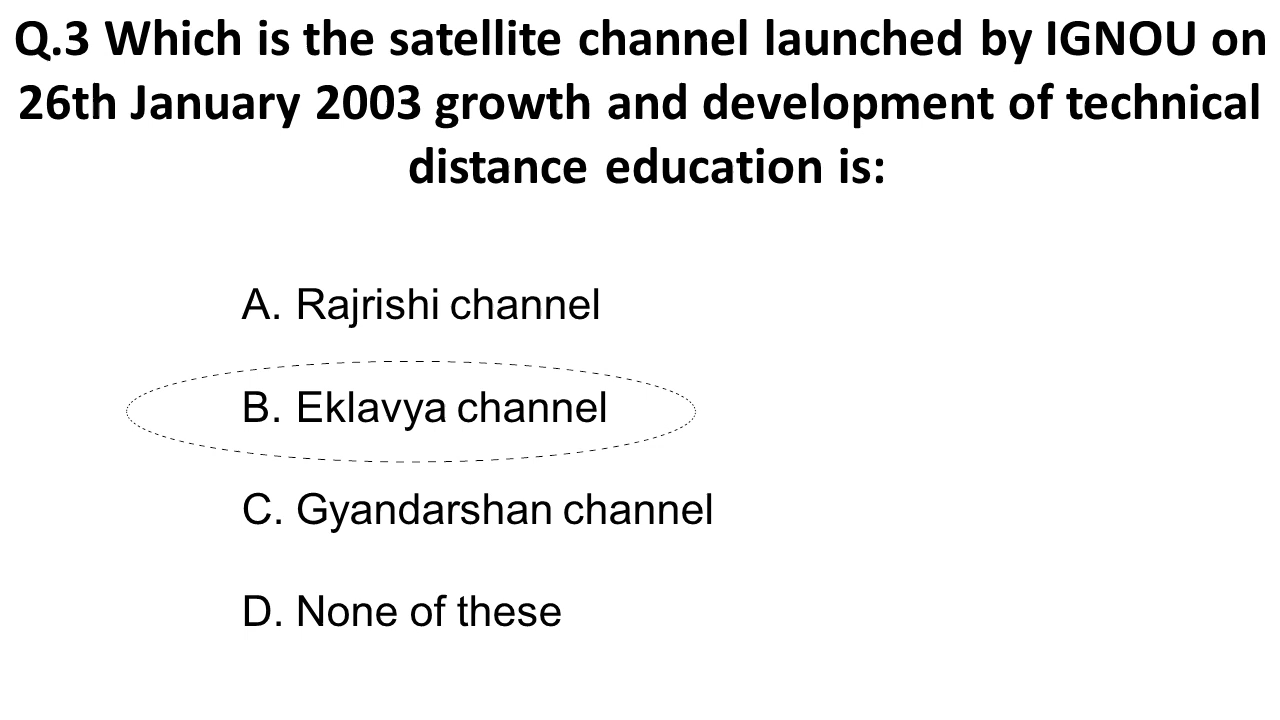 Q.3 Which is the satellite channel launched by IGNOU on
26th January 2003 growth and development of technical
distance education is:
A. Rajrishi channel
B. Eklavya channel
C. Gyandarshan channel
D. None of these